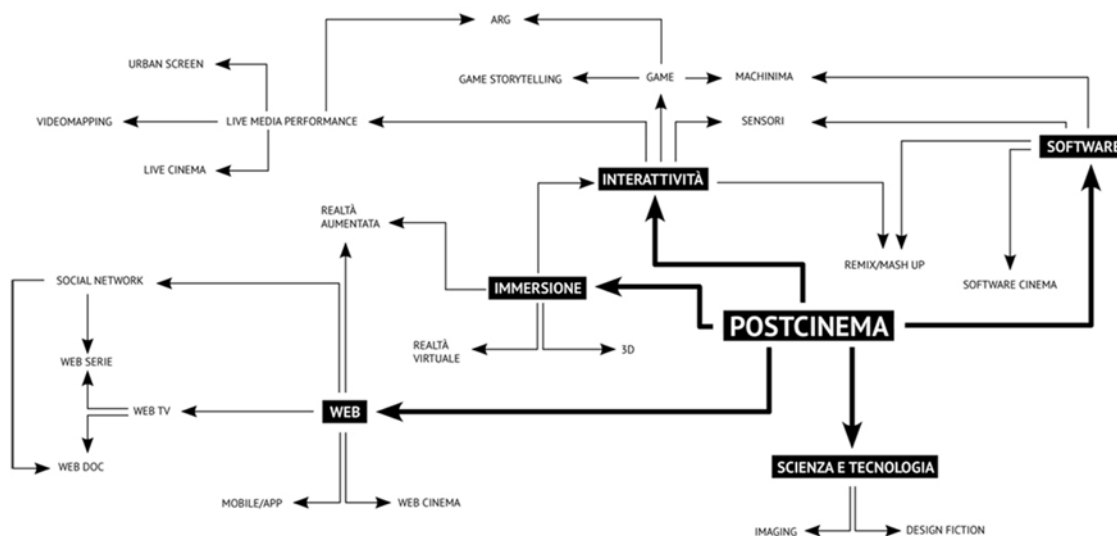 ARG
URBAN SCREEN
GAME STORYTELLING
GAME
MACHINIMA
VIDEOMAPPING
LIVE MEDIA PERFORMANCE
SENSORI
SOFTWARE
LIVE CINEMA
INTERATTIVITÀ
REALTÀ
AUMENTATA
REMIX/MASH UP
SOCIAL NETWORK
IMMERSIONE
SOFTWARE CINEMA
POSTCINEMA
REALTÀ
VIRTUALE
3D
WEB SERIE
WEB TV
WEB
WEB DOC
SCIENZA E TECNOLOGIA
MOBILE/APP
WEB CINEMA
IMAGING
DESIGN FICTION